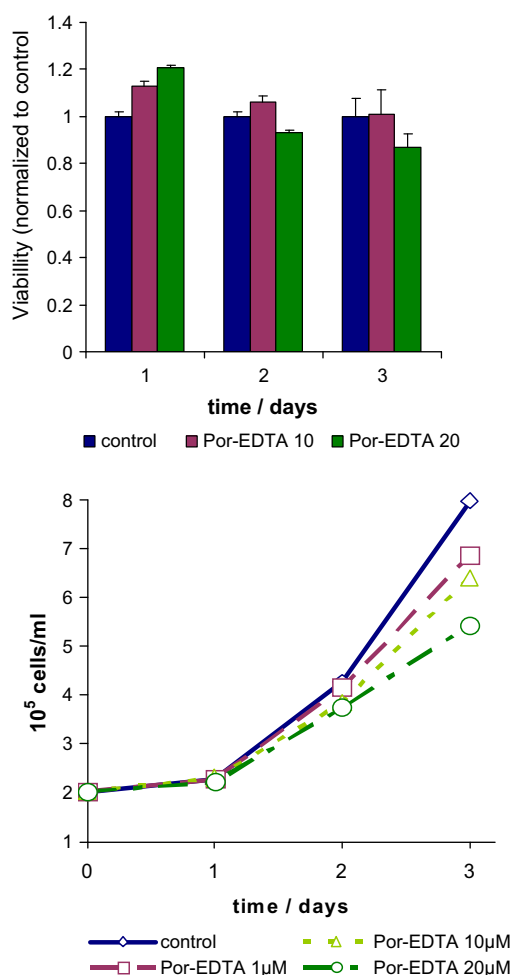 Viabillity (normalized to control
1.4
1.2
1
0.8
0.6
0.4
0.2
0
1 2 3
time / days
control Por-EDTA 10 Por-EDTA 20
10⁵ cells/ml
8
7
6
5
4
3
2
1
0 1 2 3
time / days
control Por-EDTA 10µM
Por-EDTA 1µM Por-EDTA 20µM